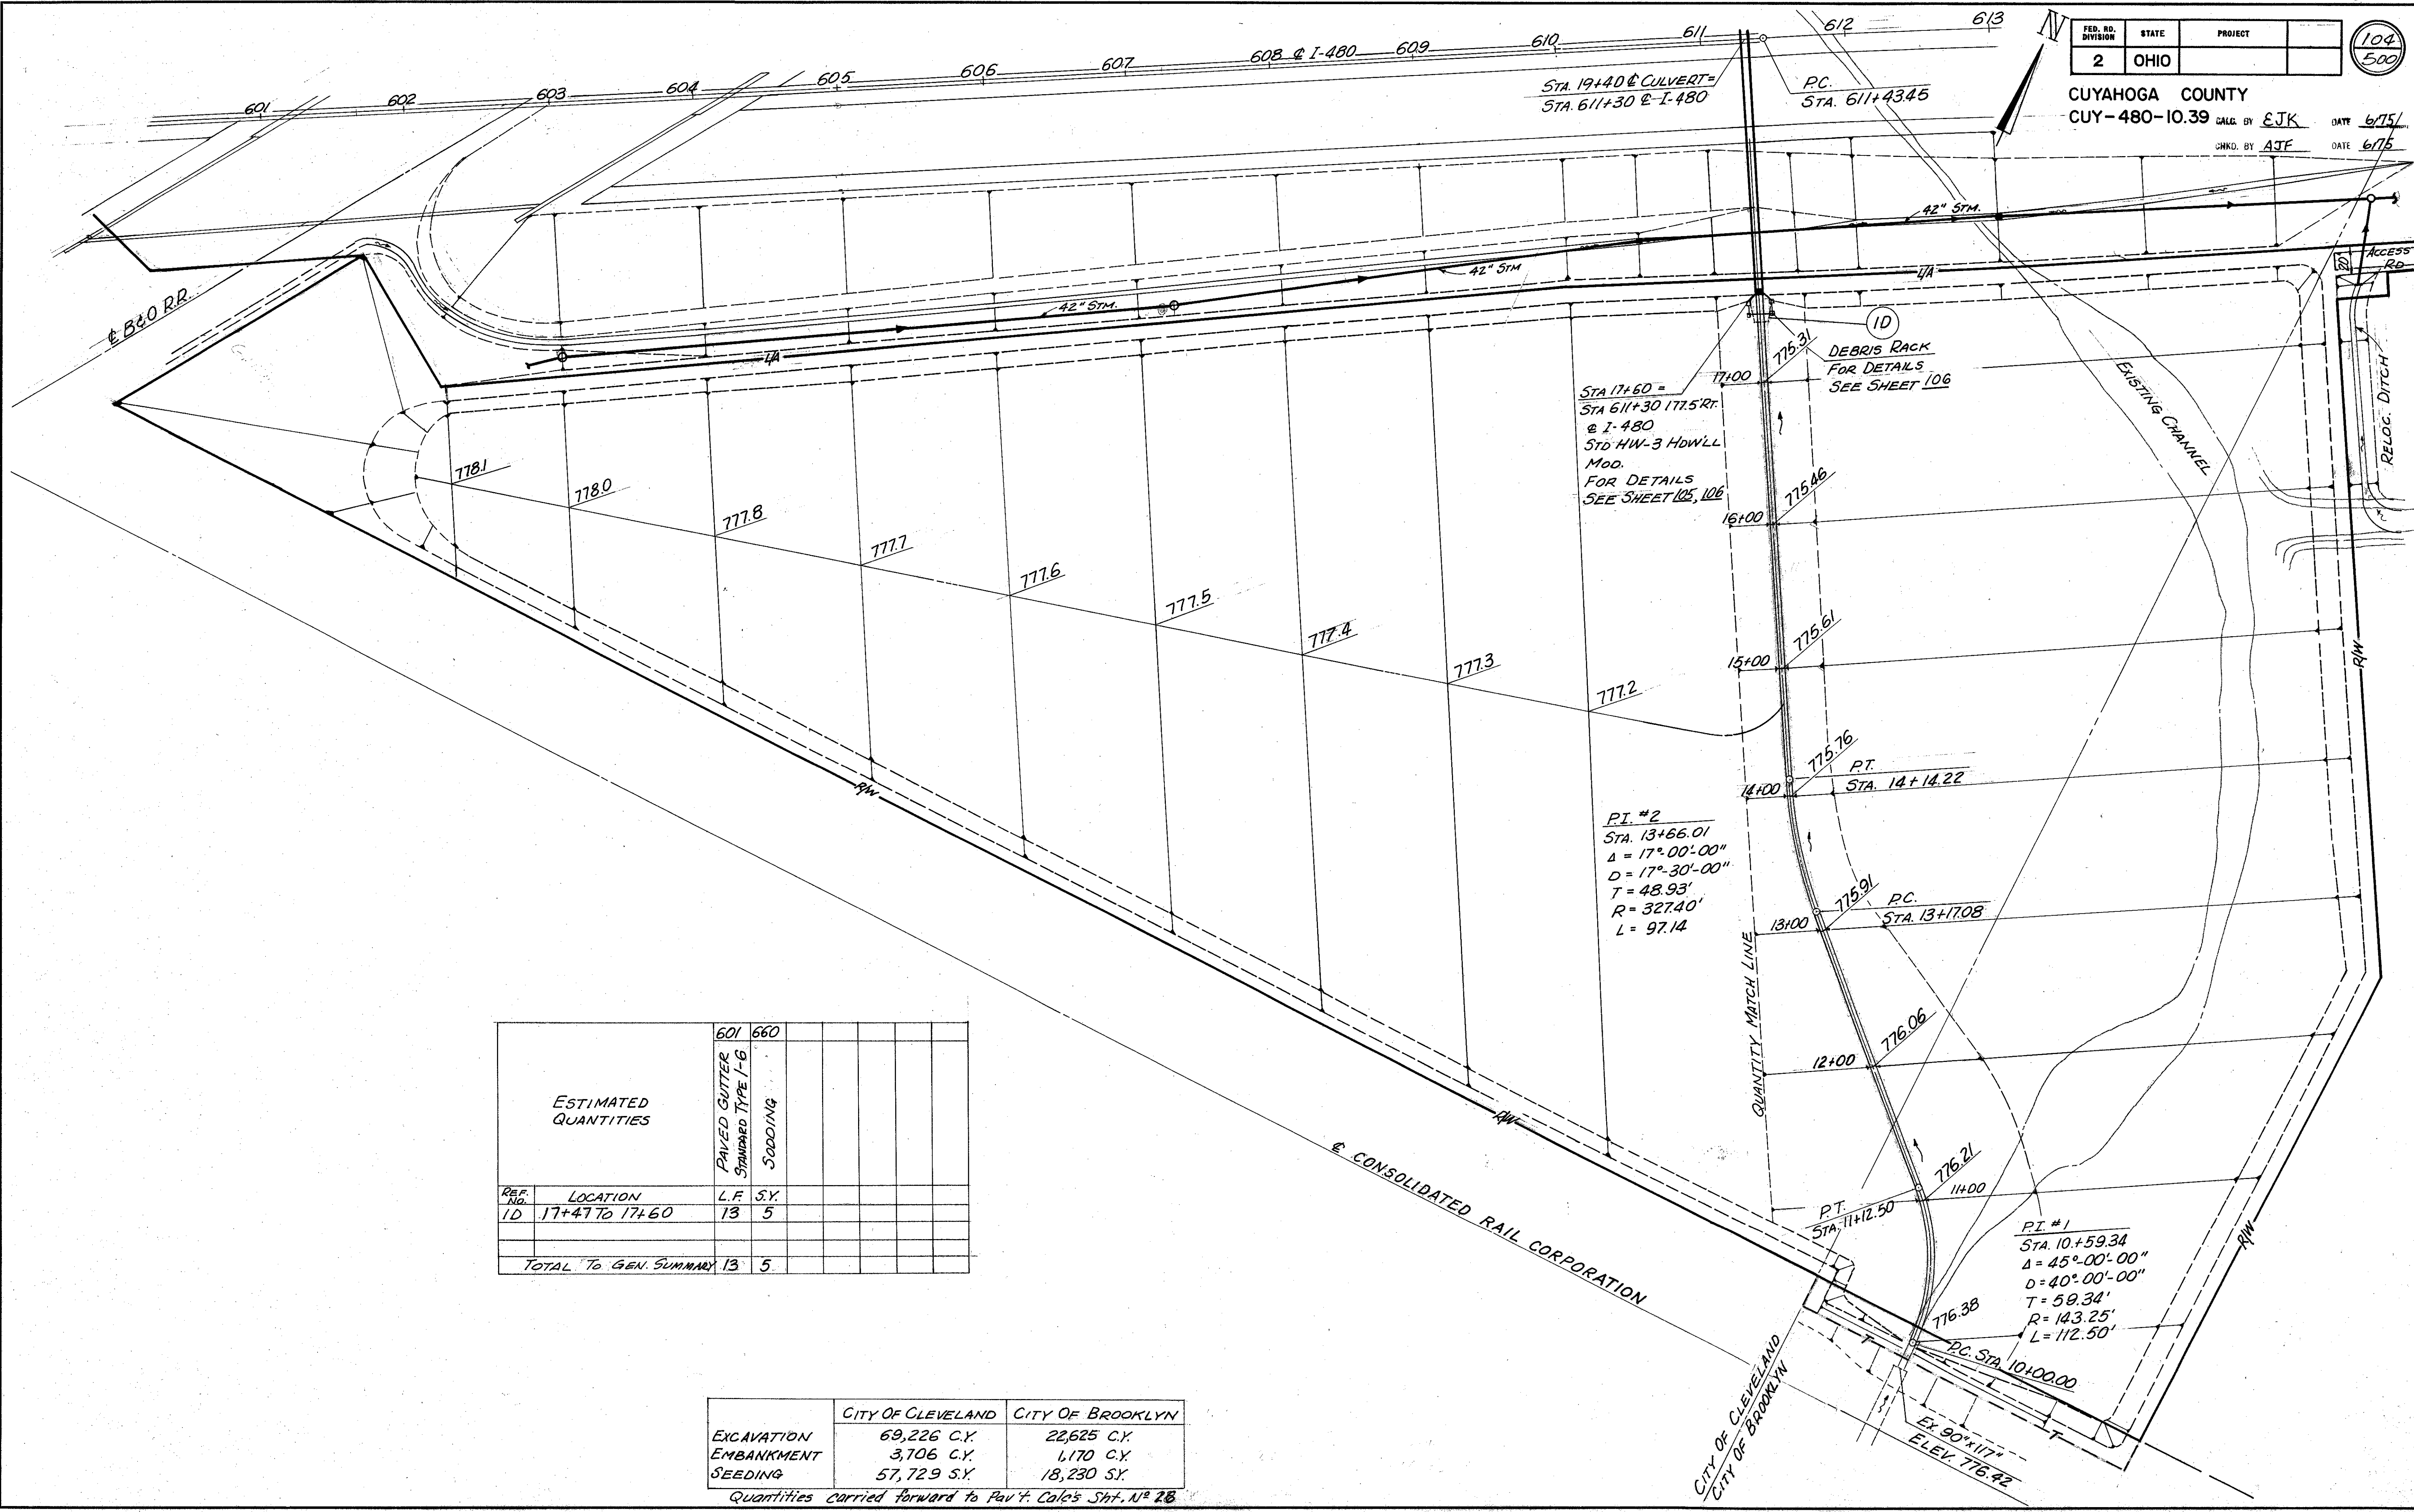 601
602
603
604
605
606
607
608 ℄ I-480
609
610
611
612
613
N
FED. RD. DIVISION STATE PROJECT
2 OHIO
104
500
CUYAHOGA COUNTY
CUY-480-10.39
CALC. BY EJK DATE 6/75
CHKD. BY AJF DATE 6/75
STA. 19+40 ℄ CULVERT=
STA. 611+30 ℄ I-480
P.C.
STA. 611+43.45
℄ B&O R.R.
42" STM.
42" STM
42" STM.
L/A
L/A
20'
ACCESS
RD
RELOC. DITCH
EXISTING CHANNEL
1D
DEBRIS RACK
FOR DETAILS
SEE SHEET 106
STA 17+60 =
STA 611+30 177.5' RT.
℄ I-480
STD HW-3 HDW'LL
MOD.
FOR DETAILS
SEE SHEET 105, 106
778.1
778.0
777.8
777.7
777.6
777.5
777.4
777.3
777.2
17+00
775.31
16+00
775.46
15+00
775.61
14+00
775.76
P.T.
STA. 14+14.22
P.I. #2
STA. 13+66.01
Δ = 17°-00'-00"
D = 17°-30'-00"
T = 48.93'
R = 327.40'
L = 97.14
13+00
775.91
P.C.
STA. 13+17.08
12+00
776.06
QUANTITY MATCH LINE
11+00
776.21
P.T.
STA. 11+12.50
P.I. #1
STA. 10+59.34
Δ = 45°-00'-00"
D = 40°-00'-00"
T = 59.34'
R = 143.25'
L = 112.50'
776.38
P.C. STA. 10+00.00
R/W
R/W
R/W
R/W
T
T
EX. 90"x117"
ELEV. 776.42
℄ CONSOLIDATED RAIL CORPORATION
CITY OF CLEVELAND
CITY OF BROOKLYN
601 660
ESTIMATED
QUANTITIES
PAVED GUTTER
STANDARD TYPE 1-6
SODDING
REF. NO. LOCATION L.F. S.Y.
1D 17+47 TO 17+60 13 5
TOTAL TO GEN. SUMMARY 13 5
CITY OF CLEVELAND CITY OF BROOKLYN
EXCAVATION 69,226 C.Y. 22,625 C.Y.
EMBANKMENT 3,706 C.Y. 1,170 C.Y.
SEEDING 57,729 S.Y. 18,230 S.Y.
Quantities carried forward to Pav't. Calc's Sht. Nº 28